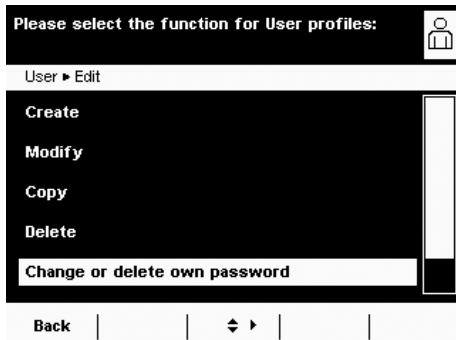 Please select the function for User profiles:
User ▸ Edit
Create
Modify
Copy
Delete
Change or delete own password
Back